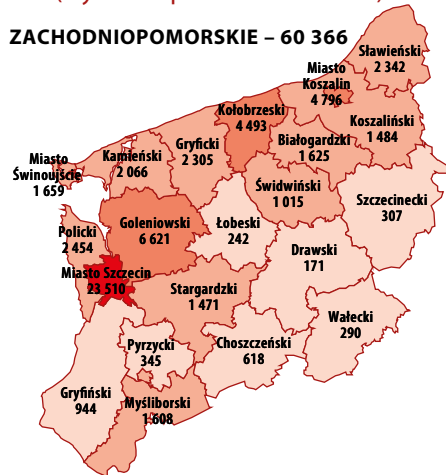 ZACHODNIOPOMORSKIE – 60 366
Sławieński
2 342
Miasto
Koszalin
4 796
Kołobrzeski
4 493
Koszaliński
1 484
Gryficki
2 305
Białogardzki
1 625
Kamieński
2 066
Miasto
Świnoujście
1 659
Świdwiński
1 015
Szczecinecki
307
Goleniowski
6 621
Łobeski
242
Policki
2 454
Drawski
171
Miasto Szczecin
23 510
Stargardzki
1 471
Wałecki
290
Pyrzycki
345
Choszczeński
618
Gryfiński
944
Myśliborski
1 608